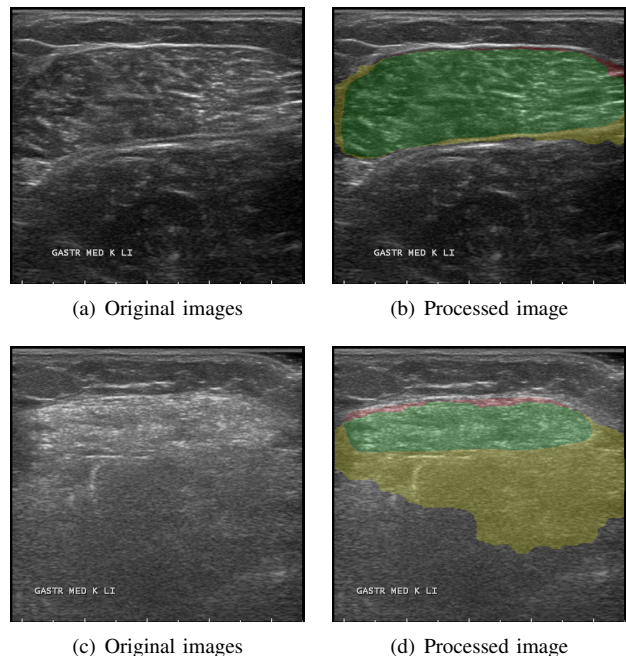 GASTR MED K LI
GASTR MED K LI
(a) Original images
(b) Processed image
GASTR MED K LI
GASTR MED K LI
(c) Original images
(d) Processed image